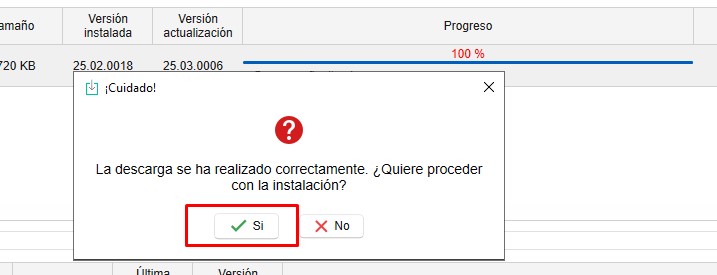 amaño
Versión instalada
Versión actualización
Progreso
720 KB
25.02.0018
25.03.0006
100 %
¡Cuidado!
La descarga se ha realizado correctamente. ¿Quiere proceder
con la instalación?
Si
No
Última
Versión